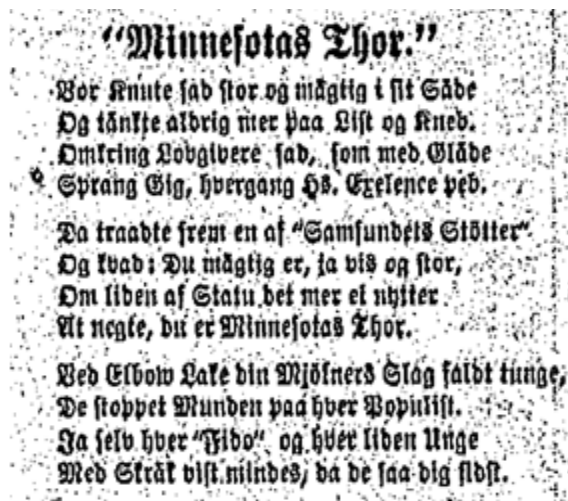 "Minnesotas Thor."
Vor Knute sad stor og mägtig i sit Säde
Og tänkte aldrig mer paa List og Kneb.
Omkring Lovgivere sad, som med Gläde
Sprang Gig, hvergang Hs. Exelence peb.
Da traadte frem en af "Samfundets Stötter"
Og kvad: Du mägtig er, ja vis og stor,
Om liden af Statu det mer ei nytter
At negte, du er Minnesotas Thor.
Ved Elbow Lake din Mjölners Slag faldt tunge,
De stoppet Munden paa hver Populist.
Ja selv hver "Fido" og hver liden Unge
Med Skräk vist mindes, da de saa dig sidst.